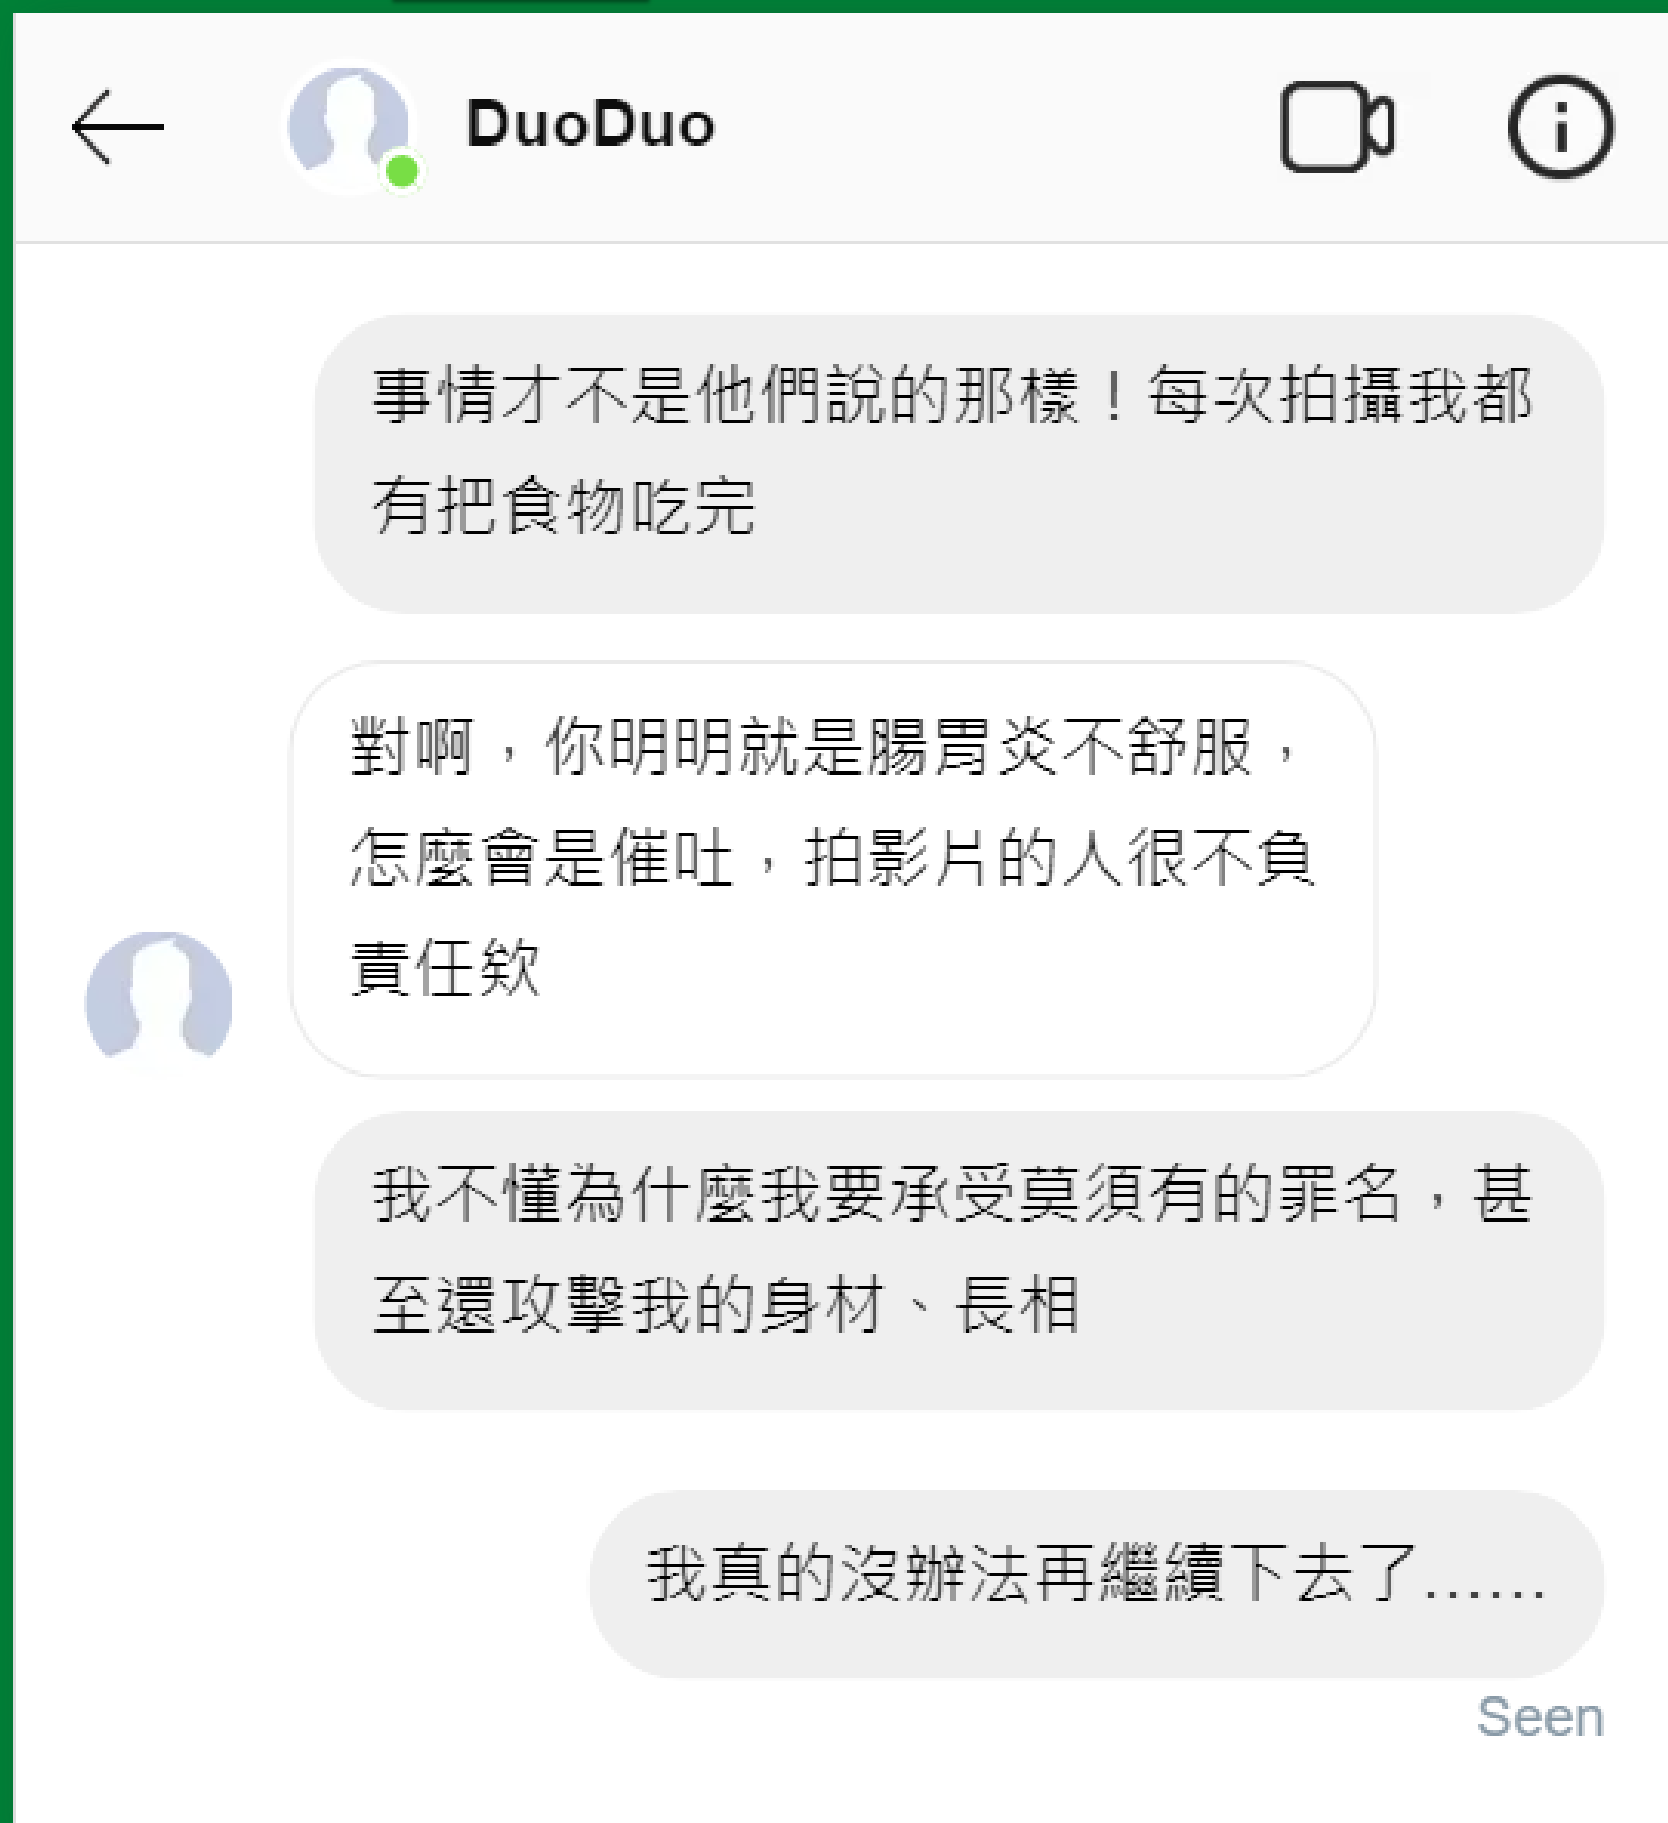 DuoDuo
事情才不是他們說的那樣！每次拍攝我都
有把食物吃完
對啊，你明明就是腸胃炎不舒服，
怎麼會是催吐，拍影片的人很不負
責任欸
我不懂為什麼我要承受莫須有的罪名，甚
至還攻擊我的身材、長相
我真的沒辦法再繼續下去了......
Seen